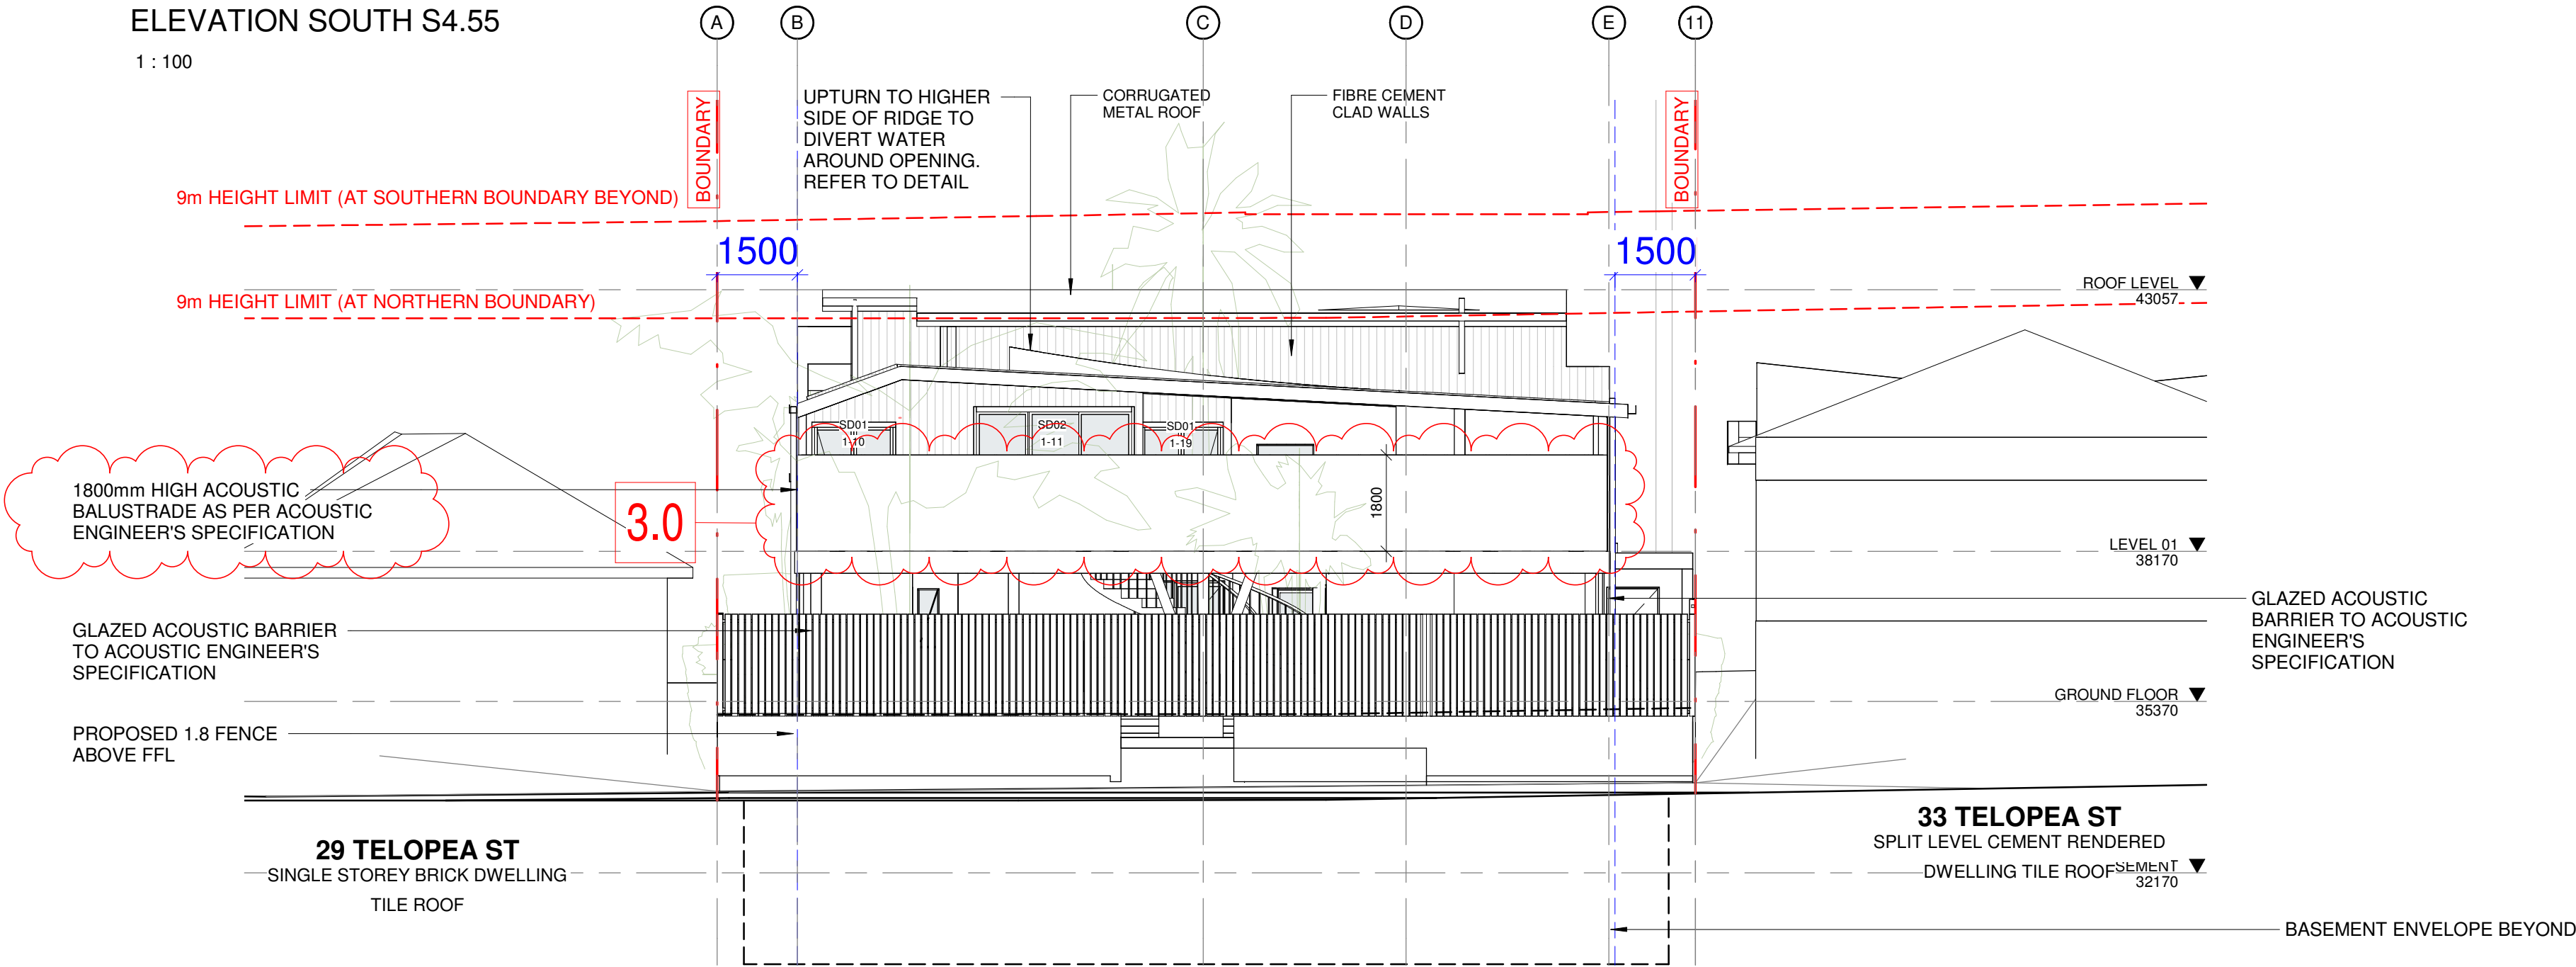 ELEVATION SOUTH S4.55
1 : 100
A
B
C
D
E
11
BOUNDARY
BOUNDARY
UPTURN TO HIGHER
SIDE OF RIDGE TO
DIVERT WATER
AROUND OPENING.
REFER TO DETAIL
CORRUGATED
METAL ROOF
FIBRE CEMENT
CLAD WALLS
9m HEIGHT LIMIT (AT SOUTHERN BOUNDARY BEYOND)
1500
1500
9m HEIGHT LIMIT (AT NORTHERN BOUNDARY)
ROOF LEVEL
43057
SD01
1-10
SD02
1-11
SD01
1-19
1800mm HIGH ACOUSTIC
BALUSTRADE AS PER ACOUSTIC
ENGINEER'S SPECIFICATION
3.0
1800
LEVEL 01
38170
GLAZED ACOUSTIC BARRIER
TO ACOUSTIC ENGINEER'S
SPECIFICATION
GLAZED ACOUSTIC
BARRIER TO ACOUSTIC
ENGINEER'S
SPECIFICATION
GROUND FLOOR
35370
PROPOSED 1.8 FENCE
ABOVE FFL
29 TELOPEA ST
SINGLE STOREY BRICK DWELLING
TILE ROOF
33 TELOPEA ST
SPLIT LEVEL CEMENT RENDERED
DWELLING TILE ROOF
SEMENT
32170
BASEMENT ENVELOPE BEYOND